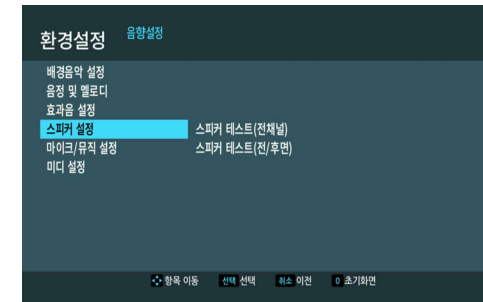 환경설정 음향설정
배경음악 설정
음정 및 멜로디
효과음 설정
스피커 설정 스피커 테스트(전채널)
마이크/뮤직 설정 스피커 테스트(전/후면)
미디 설정
항목 이동 선택 선택 취소 이전 0 초기화면